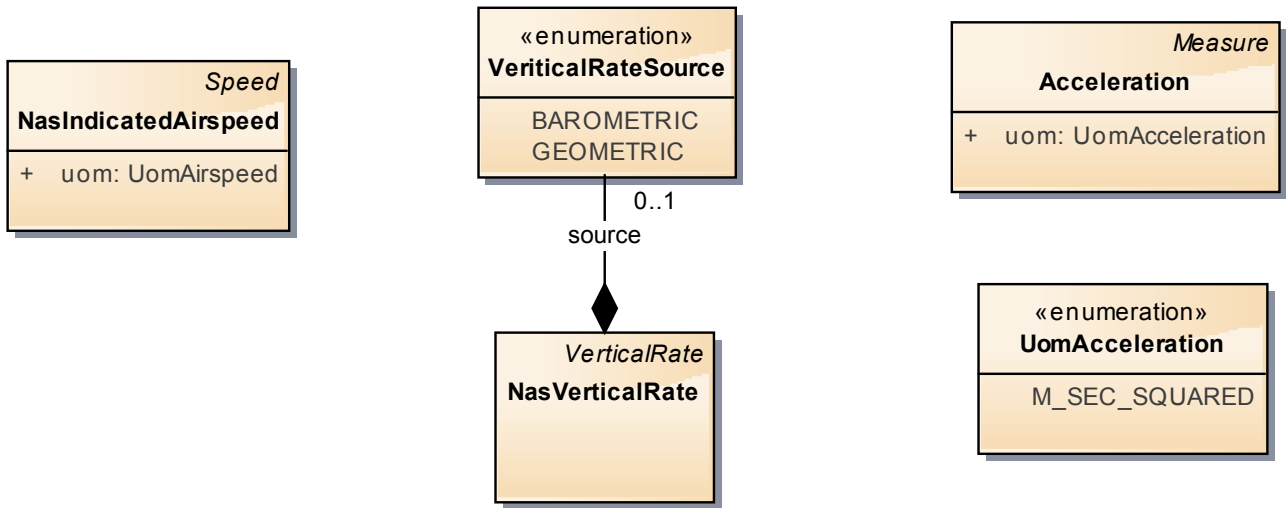 Speed
NasIndicatedAirspeed
+ uom: UomAirspeed
«enumeration»
VeriticalRateSource
BAROMETRIC
GEOMETRIC
0..1
source
VerticalRate
NasVerticalRate
Measure
Acceleration
+ uom: UomAcceleration
«enumeration»
UomAcceleration
M_SEC_SQUARED